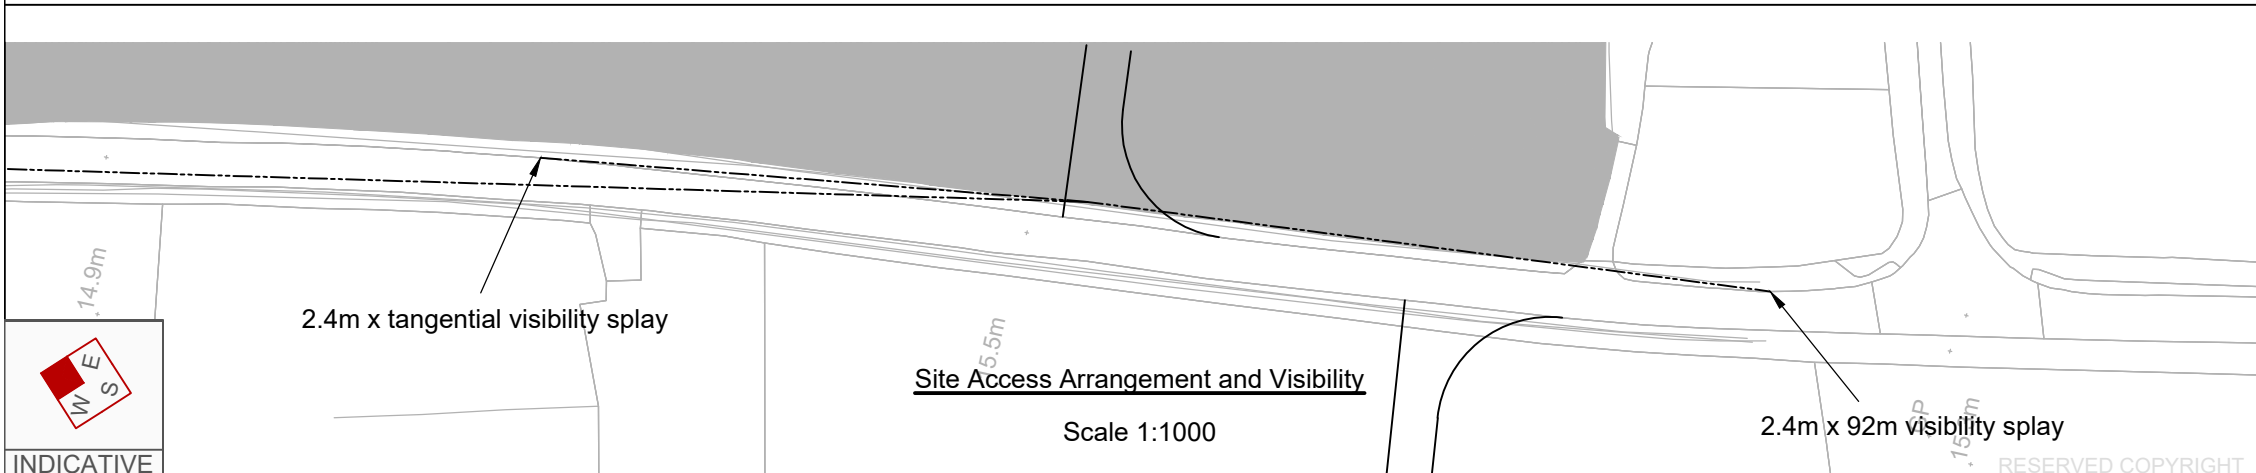 14.9m
2.4m x tangential visibility splay
15.5m
Site Access Arrangement and Visibility
Scale 1:1000
2.4m x 92m visibility splay
E
S
W
INDICATIVE
RESERVED COPYRIGHT